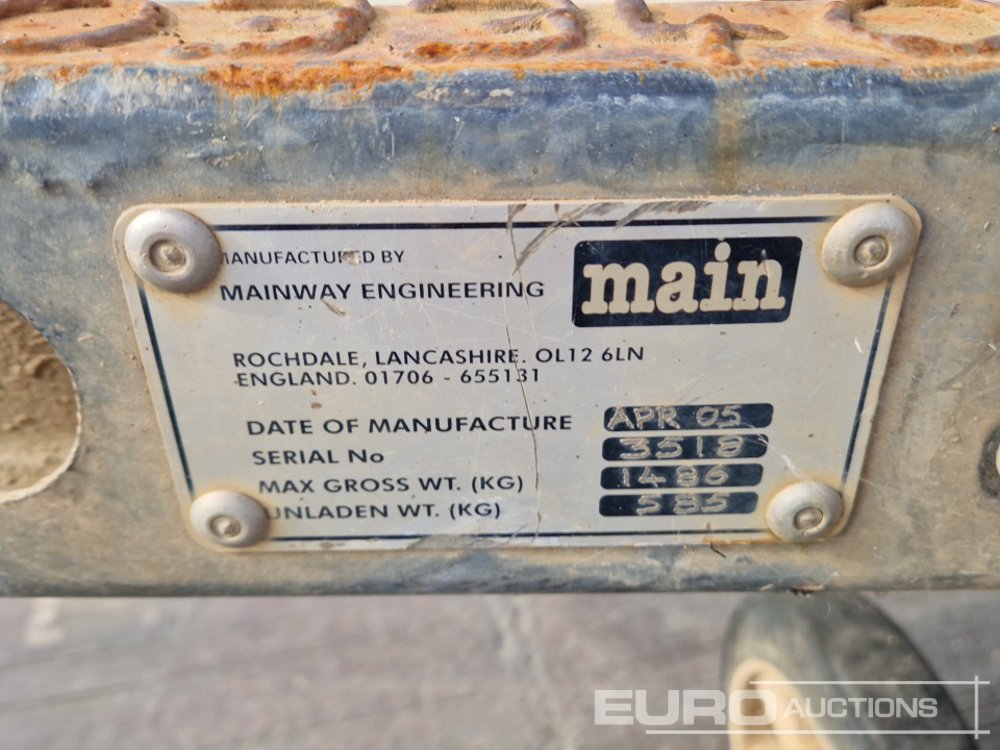 MANUFACTURED BY
MAINWAY ENGINEERING
main
ROCHDALE, LANCASHIRE. OL12 6LN
ENGLAND. 01706 - 655131
DATE OF MANUFACTURE APR 05
SERIAL No 3518
MAX GROSS WT. (KG) 1486
UNLADEN WT. (KG) 585
EURO AUCTIONS